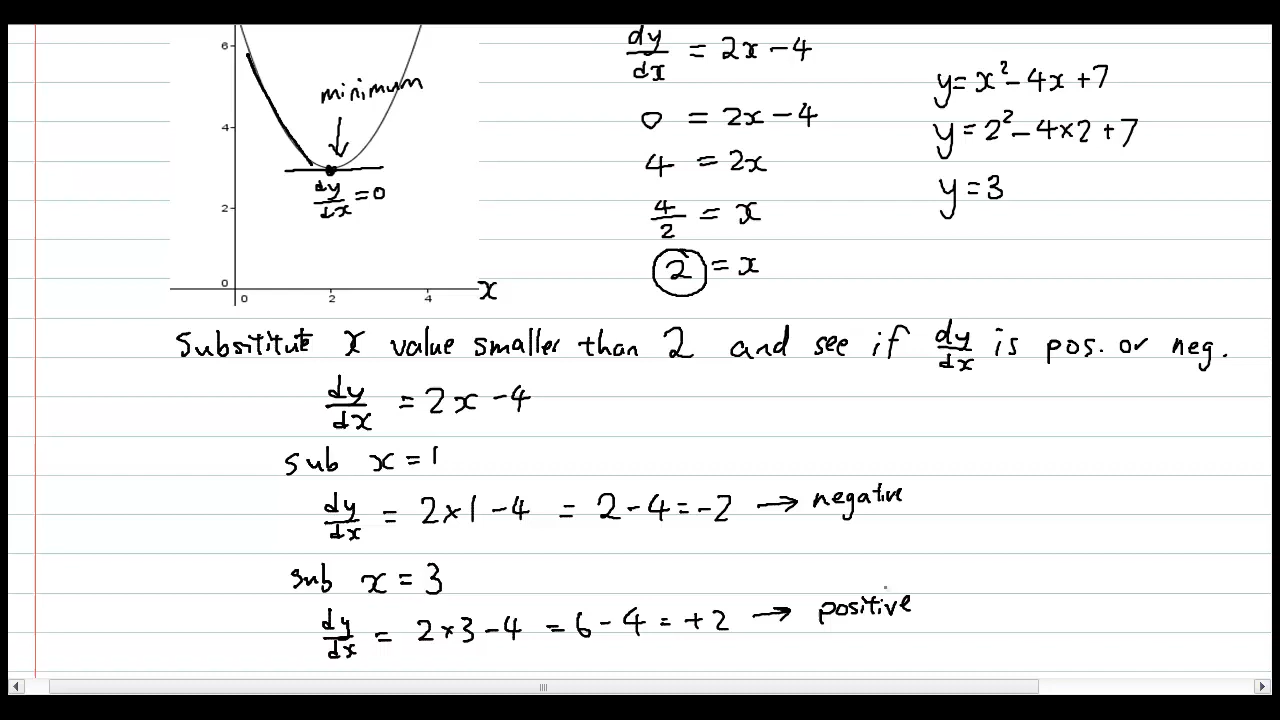 6
4
2
0
0 2 4
x
minimum
dy/dx = 0
dy/dx = 2x - 4
0 = 2x - 4
4 = 2x
4/2 = x
2 = x
y = x² - 4x + 7
y = 2² - 4 × 2 + 7
y = 3
Subsititute x value smaller than 2 and see if dy/dx is pos. or neg.
dy/dx = 2x - 4
sub x = 1
dy/dx = 2 × 1 - 4 = 2 - 4 = -2 → negative
sub x = 3
dy/dx = 2 × 3 - 4 = 6 - 4 = +2 → positive